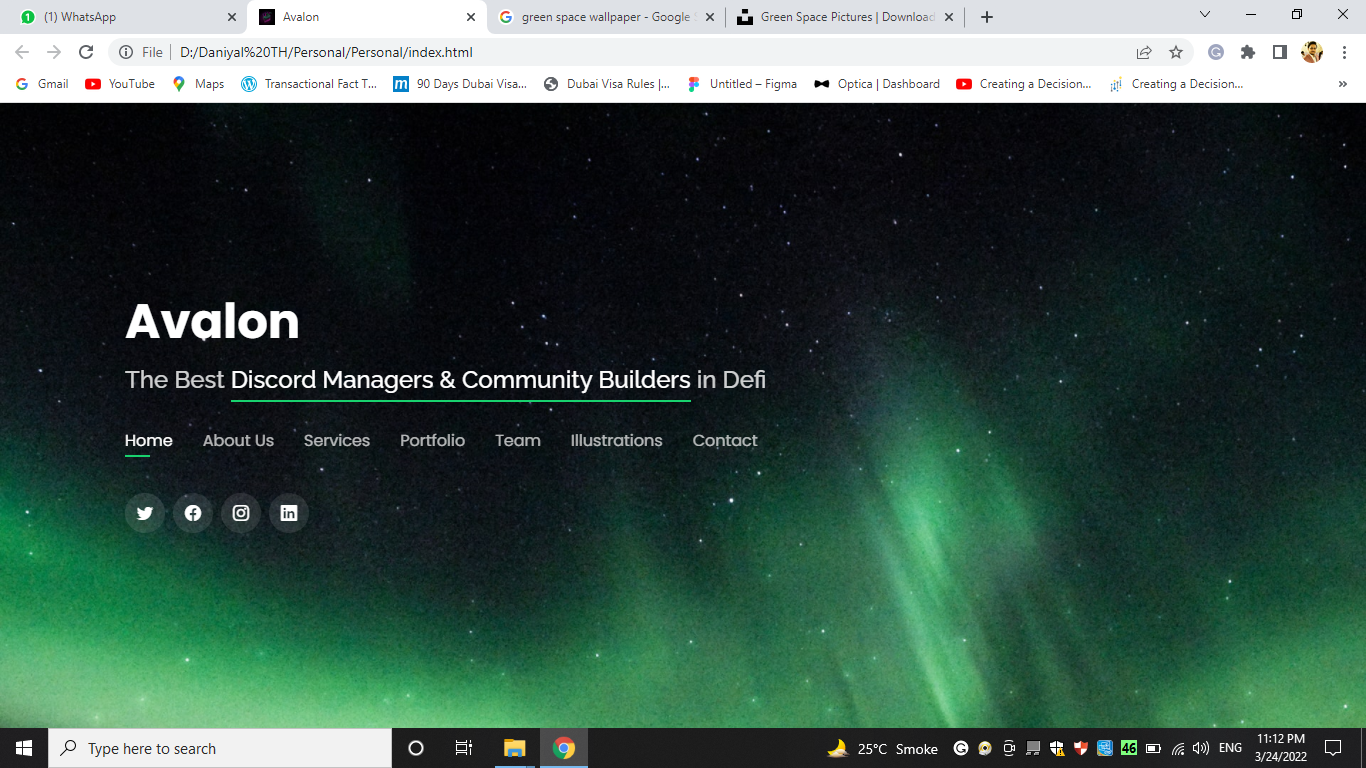 (1) WhatsApp
Avalon
green space wallpaper - Google
Green Space Pictures | Download
File
D:/Daniyal%20TH/Personal/Personal/index.html
Gmail
YouTube
Maps
Transactional Fact T...
90 Days Dubai Visa...
Dubai Visa Rules |...
Untitled – Figma
Optica | Dashboard
Creating a Decision...
Creating a Decision...
Avalon
The Best Discord Managers & Community Builders in Defi
Home
About Us
Services
Portfolio
Team
Illustrations
Contact
Type here to search
25°C Smoke
46
ENG
11:12 PM
3/24/2022